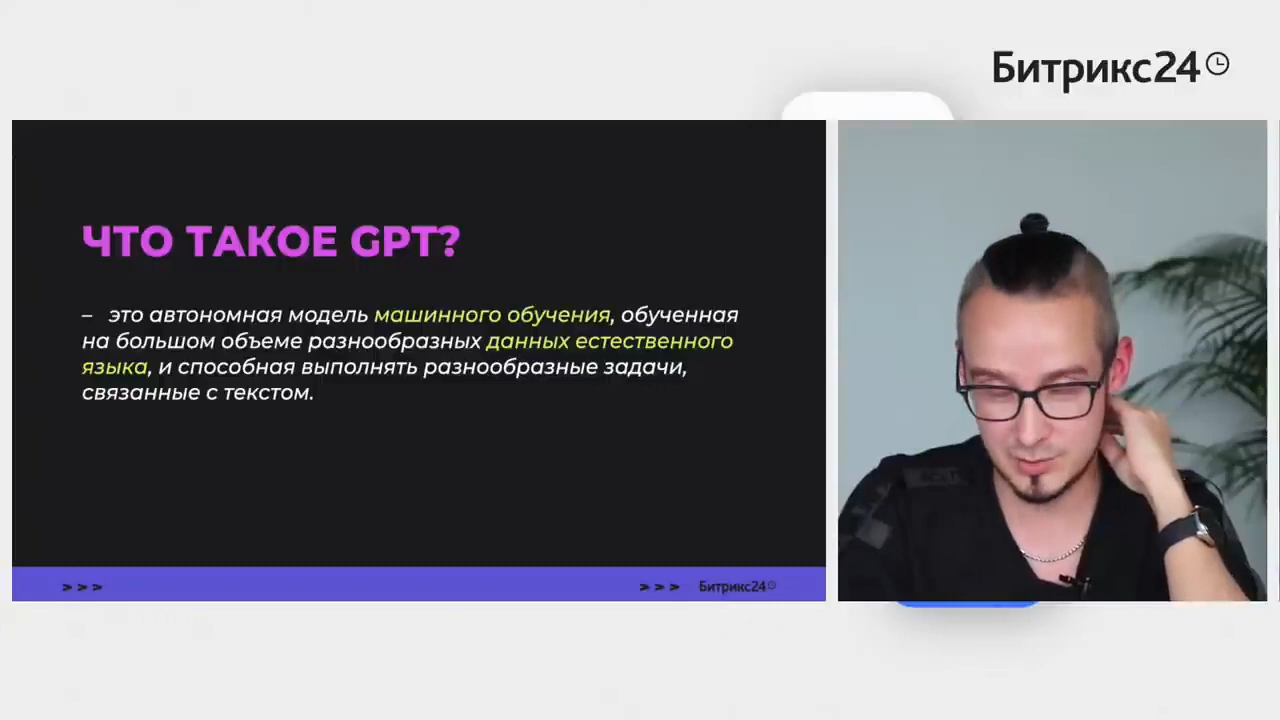 Битрикс24
ЧТО ТАКОЕ GPT?
– это автономная модель машинного обучения, обученная
на большом объеме разнообразных данных естественного
языка, и способная выполнять разнообразные задачи,
связанные с текстом.
> > >
> > > Битрикс24